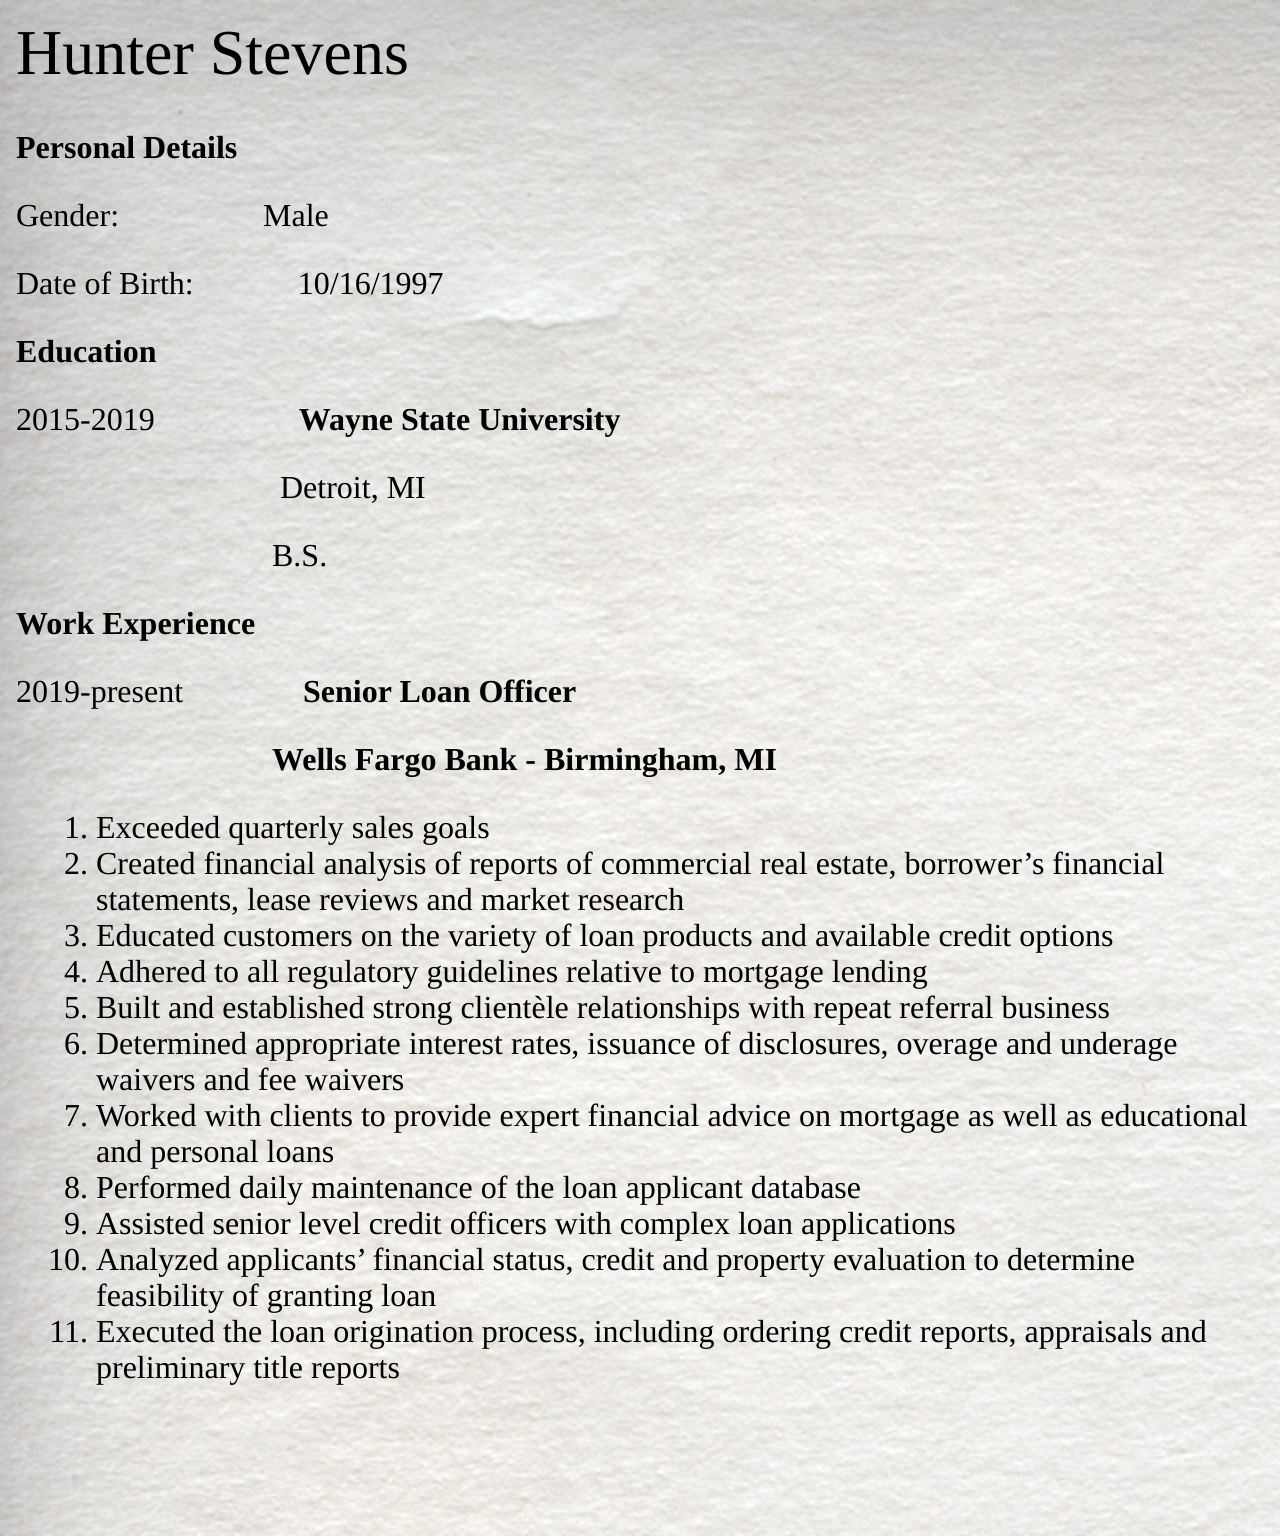 Hunter Stevens
Personal Details
Gender: Male
Date of Birth: 10/16/1997
Education
2015-2019 Wayne State University
Detroit, MI
B.S.
Work Experience
2019-present Senior Loan Officer
Wells Fargo Bank - Birmingham, MI
1. Exceeded quarterly sales goals
2. Created financial analysis of reports of commercial real estate, borrower’s financial
statements, lease reviews and market research
3. Educated customers on the variety of loan products and available credit options
4. Adhered to all regulatory guidelines relative to mortgage lending
5. Built and established strong clientèle relationships with repeat referral business
6. Determined appropriate interest rates, issuance of disclosures, overage and underage
waivers and fee waivers
7. Worked with clients to provide expert financial advice on mortgage as well as educational
and personal loans
8. Performed daily maintenance of the loan applicant database
9. Assisted senior level credit officers with complex loan applications
10. Analyzed applicants’ financial status, credit and property evaluation to determine
feasibility of granting loan
11. Executed the loan origination process, including ordering credit reports, appraisals and
preliminary title reports